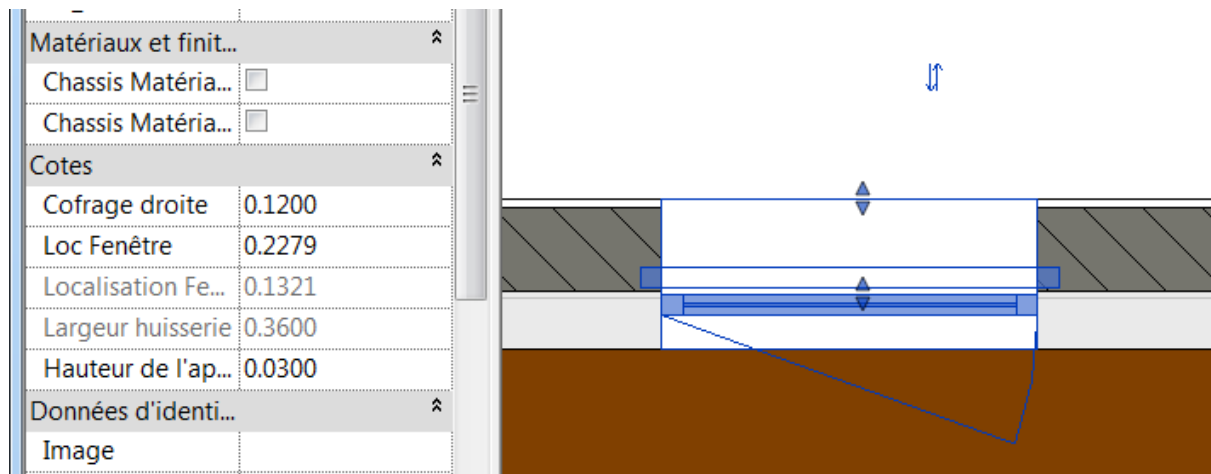 Matériaux et finit...
Chassis Matéria...
Chassis Matéria...
Cotes
Cofrage droite 0.1200
Loc Fenêtre 0.2279
Localisation Fe... 0.1321
Largeur huisserie 0.3600
Hauteur de l'ap... 0.0300
Données d'identi...
Image